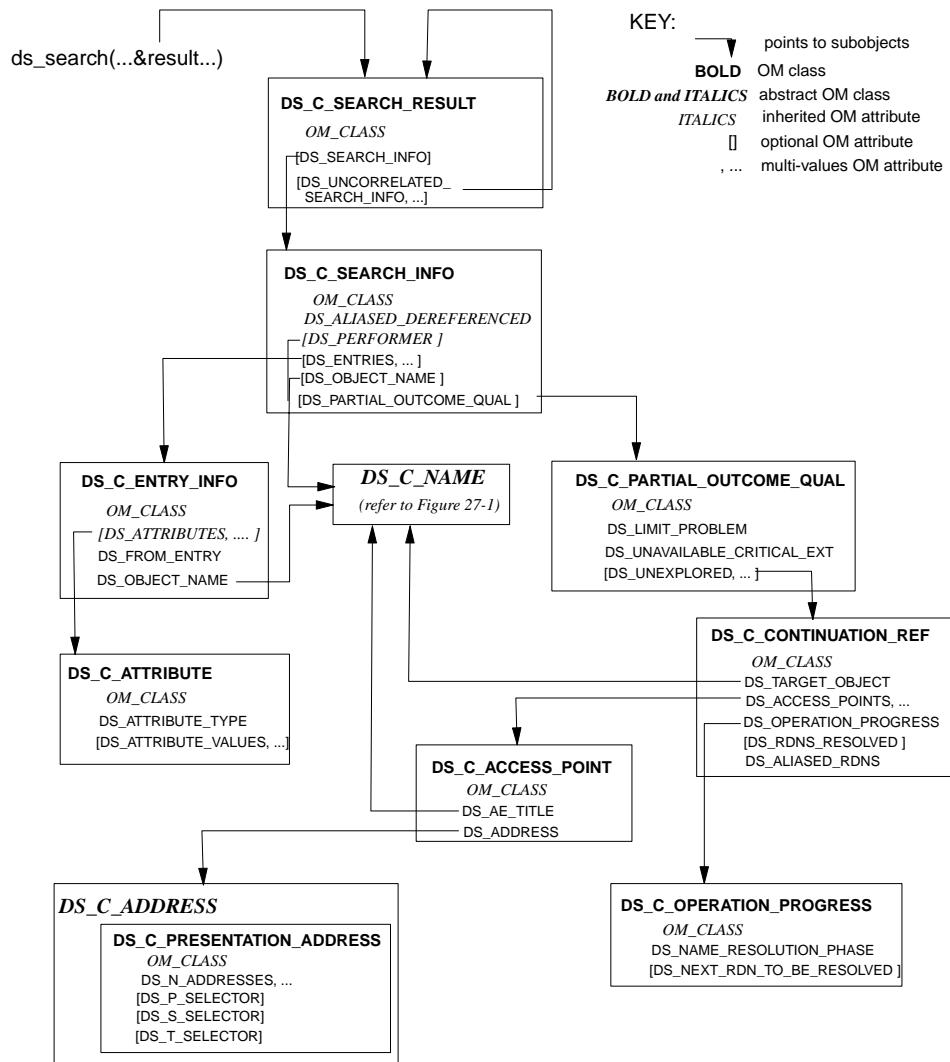 ds_search(...&result...)
KEY:
points to subobjects
BOLD OM class
BOLD and ITALICS abstract OM class
ITALICS inherited OM attribute
[] optional OM attribute
, ... multi-values OM attribute
DS_C_SEARCH_RESULT
OM_CLASS
[DS_SEARCH_INFO]
[DS_UNCORRELATED_
SEARCH_INFO, ...]
DS_C_SEARCH_INFO
OM_CLASS
DS_ALIASED_DEREFERENCED
[DS_PERFORMER ]
[DS_ENTRIES, ... ]
[DS_OBJECT_NAME ]
[DS_PARTIAL_OUTCOME_QUAL ]
DS_C_ENTRY_INFO
OM_CLASS
[DS_ATTRIBUTES, .... ]
DS_FROM_ENTRY
DS_OBJECT_NAME
DS_C_NAME
(refer to Figure 27-1)
DS_C_PARTIAL_OUTCOME_QUAL
OM_CLASS
DS_LIMIT_PROBLEM
DS_UNAVAILABLE_CRITICAL_EXT
[DS_UNEXPLORED, ... ]
DS_C_ATTRIBUTE
OM_CLASS
DS_ATTRIBUTE_TYPE
[DS_ATTRIBUTE_VALUES, ...]
DS_C_CONTINUATION_REF
OM_CLASS
DS_TARGET_OBJECT
DS_ACCESS_POINTS, ...
DS_OPERATION_PROGRESS
[DS_RDNS_RESOLVED ]
DS_ALIASED_RDNS
DS_C_ACCESS_POINT
OM_CLASS
DS_AE_TITLE
DS_ADDRESS
DS_C_ADDRESS
DS_C_PRESENTATION_ADDRESS
OM_CLASS
DS_N_ADDRESSES, ...
[DS_P_SELECTOR]
[DS_S_SELECTOR]
[DS_T_SELECTOR]
DS_C_OPERATION_PROGRESS
OM_CLASS
DS_NAME_RESOLUTION_PHASE
[DS_NEXT_RDN_TO_BE_RESOLVED ]